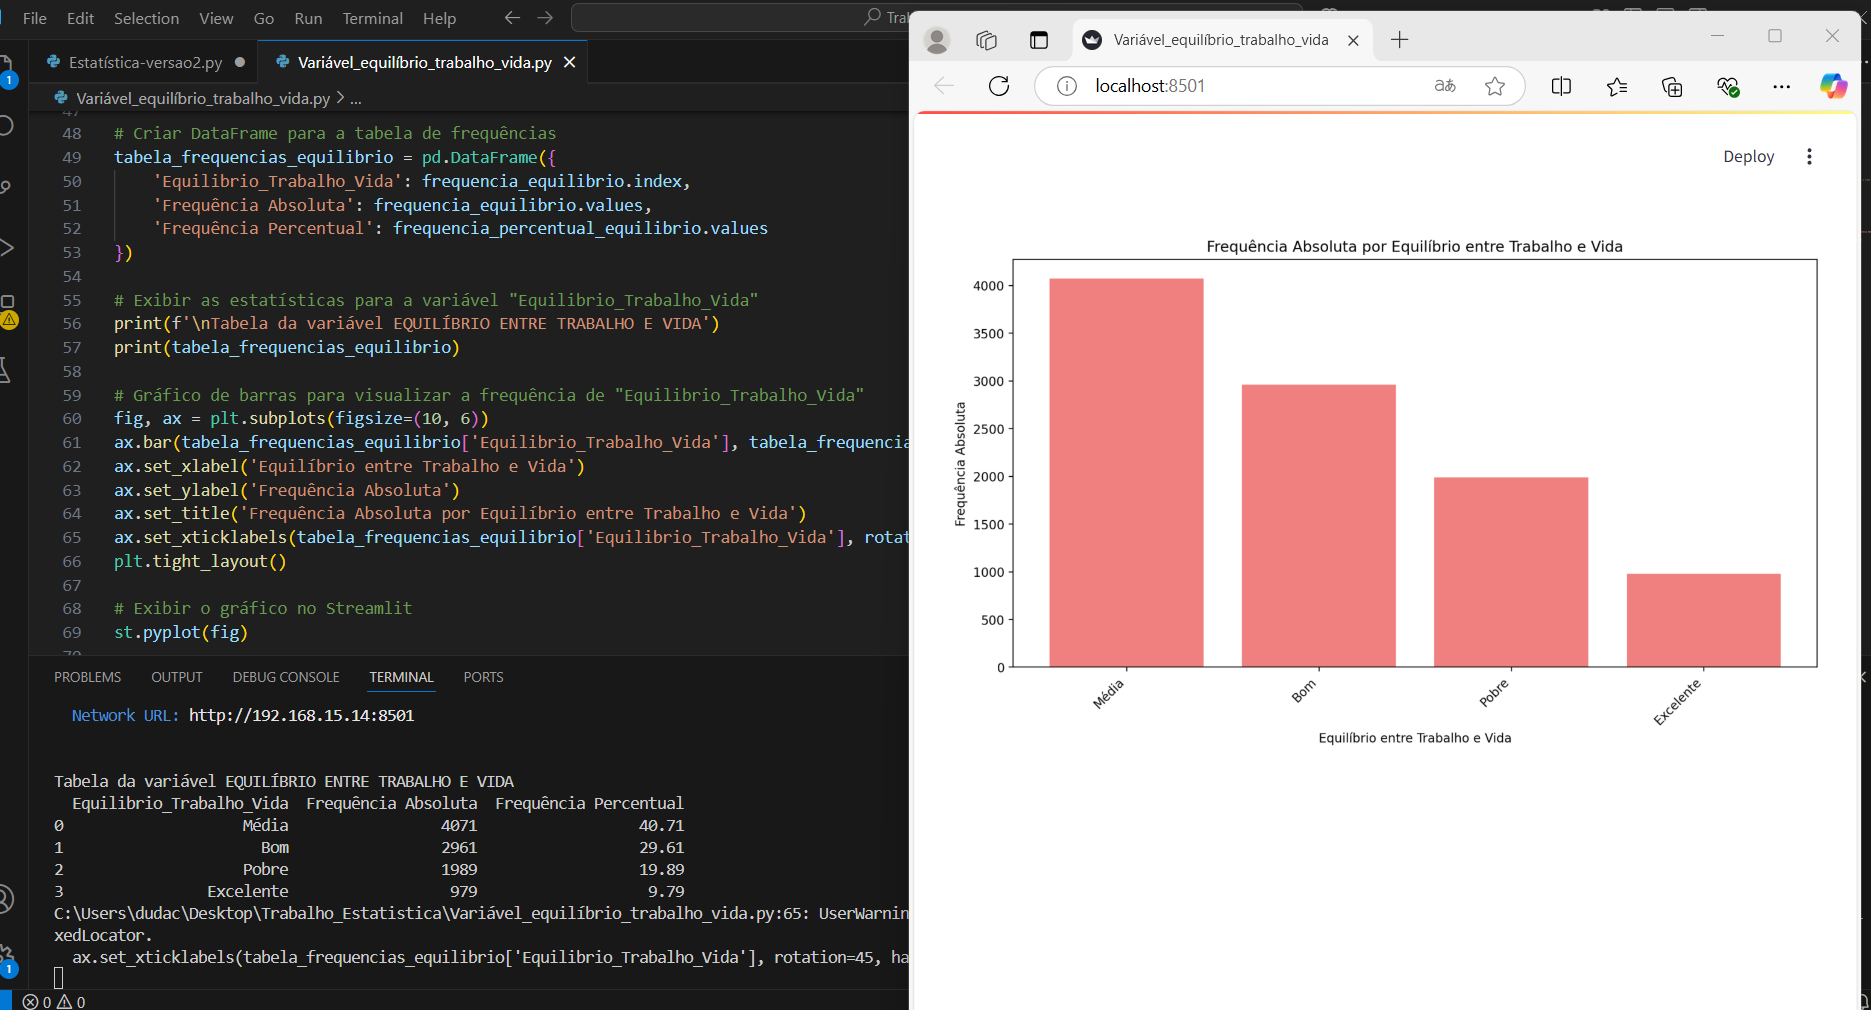 File Edit Selection View Go Run Terminal Help
Estatística-versao2.py
Variável_equilíbrio_trabalho_vida.py
Variável_equilíbrio_trabalho_vida.py > ...
48 # Criar DataFrame para a tabela de frequências
49 tabela_frequencias_equilibrio = pd.DataFrame({
50 'Equilibrio_Trabalho_Vida': frequencia_equilibrio.index,
51 'Frequência Absoluta': frequencia_equilibrio.values,
52 'Frequência Percentual': frequencia_percentual_equilibrio.values
53 })
54
55 # Exibir as estatísticas para a variável "Equilibrio_Trabalho_Vida"
56 print(f'\nTabela da variável EQUILÍBRIO ENTRE TRABALHO E VIDA')
57 print(tabela_frequencias_equilibrio)
58
59 # Gráfico de barras para visualizar a frequência de "Equilibrio_Trabalho_Vida"
60 fig, ax = plt.subplots(figsize=(10, 6))
61 ax.bar(tabela_frequencias_equilibrio['Equilibrio_Trabalho_Vida'], tabela_frequencia
62 ax.set_xlabel('Equilíbrio entre Trabalho e Vida')
63 ax.set_ylabel('Frequência Absoluta')
64 ax.set_title('Frequência Absoluta por Equilíbrio entre Trabalho e Vida')
65 ax.set_xticklabels(tabela_frequencias_equilibrio['Equilibrio_Trabalho_Vida'], rotat
66 plt.tight_layout()
67
68 # Exibir o gráfico no Streamlit
69 st.pyplot(fig)
PROBLEMS OUTPUT DEBUG CONSOLE TERMINAL PORTS
Network URL: http://192.168.15.14:8501
Tabela da variável EQUILÍBRIO ENTRE TRABALHO E VIDA
Equilibrio_Trabalho_Vida Frequência Absoluta Frequência Percentual
0 Média 4071 40.71
1 Bom 2961 29.61
2 Pobre 1989 19.89
3 Excelente 979 9.79
C:\Users\dudac\Desktop\Trabalho_Estatistica\Variável_equilíbrio_trabalho_vida.py:65: UserWarnin
xedLocator.
ax.set_xticklabels(tabela_frequencias_equilibrio['Equilibrio_Trabalho_Vida'], rotation=45, ha
0 0
1
1
Variável_equilíbrio_trabalho_vida
localhost:8501
aあ
Deploy
Frequência Absoluta por Equilíbrio entre Trabalho e Vida
Frequência Absoluta
4000
3500
3000
2500
2000
1500
1000
500
0
Média Bom Pobre Excelente
Equilíbrio entre Trabalho e Vida